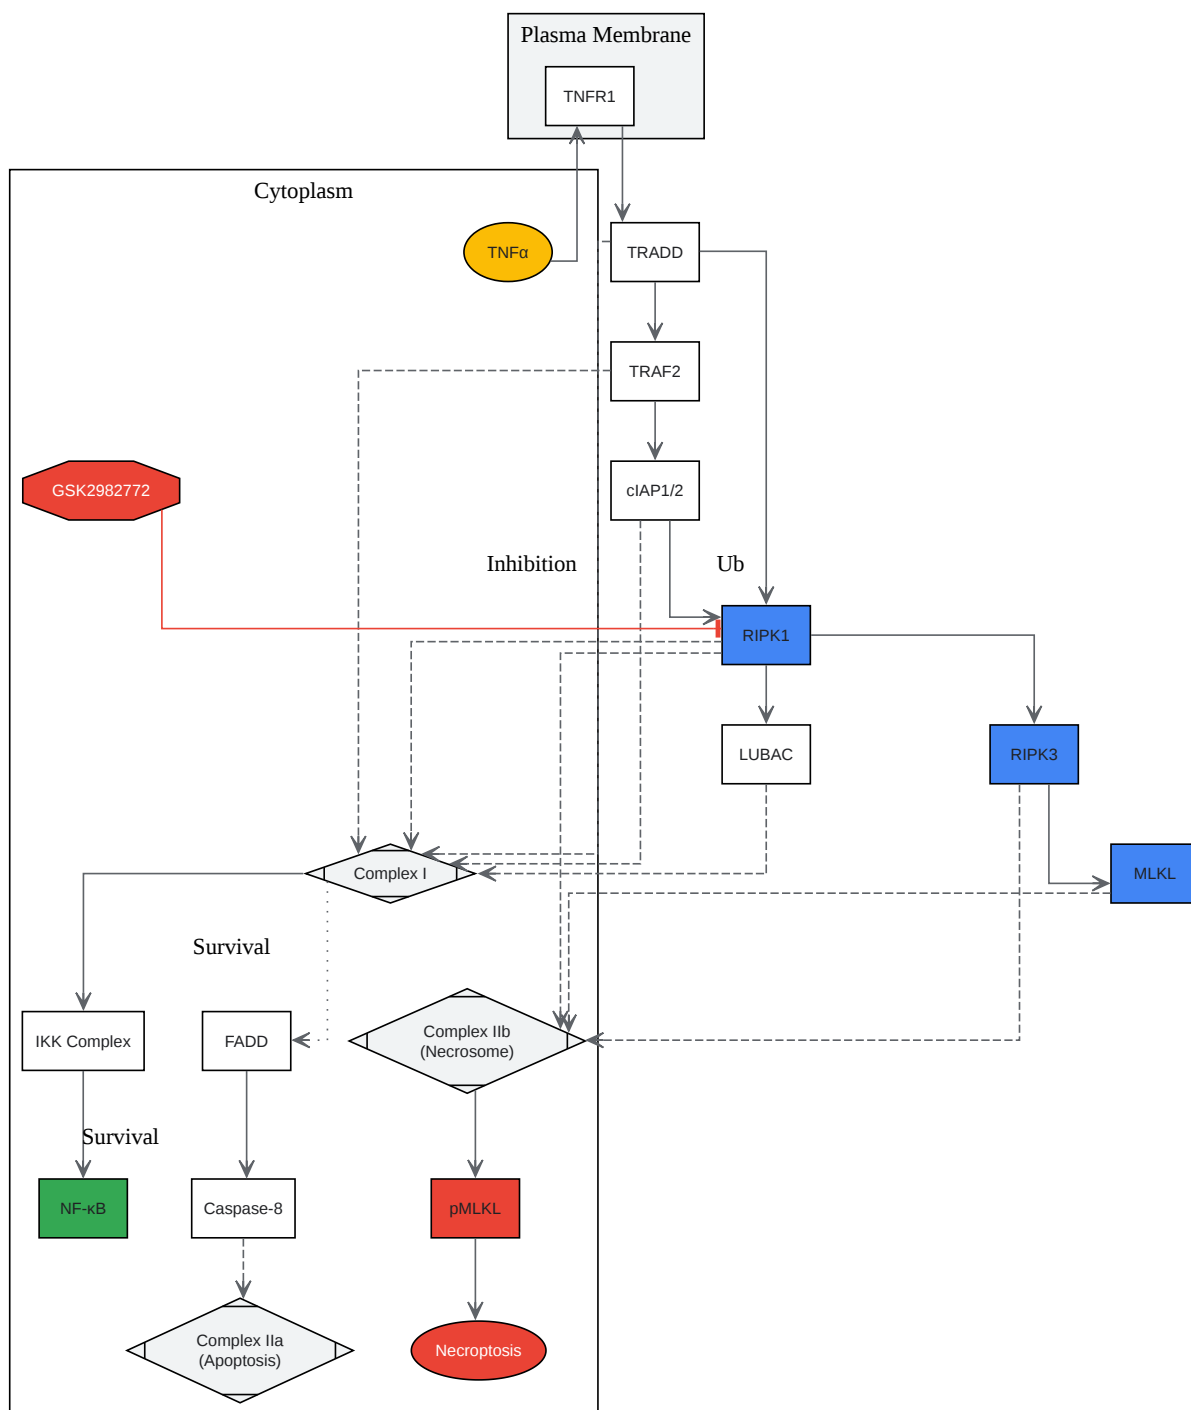 Plasma Membrane
TNFR1
Cytoplasm
TNFα
TRADD
TRAF2
GSK2982772
cIAP1/2
Inhibition
Ub
RIPK1
LUBAC
RIPK3
Complex I
MLKL
Survival
IKK Complex
FADD
Complex IIb
(Necrosome)
Survival
NF-κB
Caspase-8
pMLKL
Complex IIa
(Apoptosis)
Necroptosis